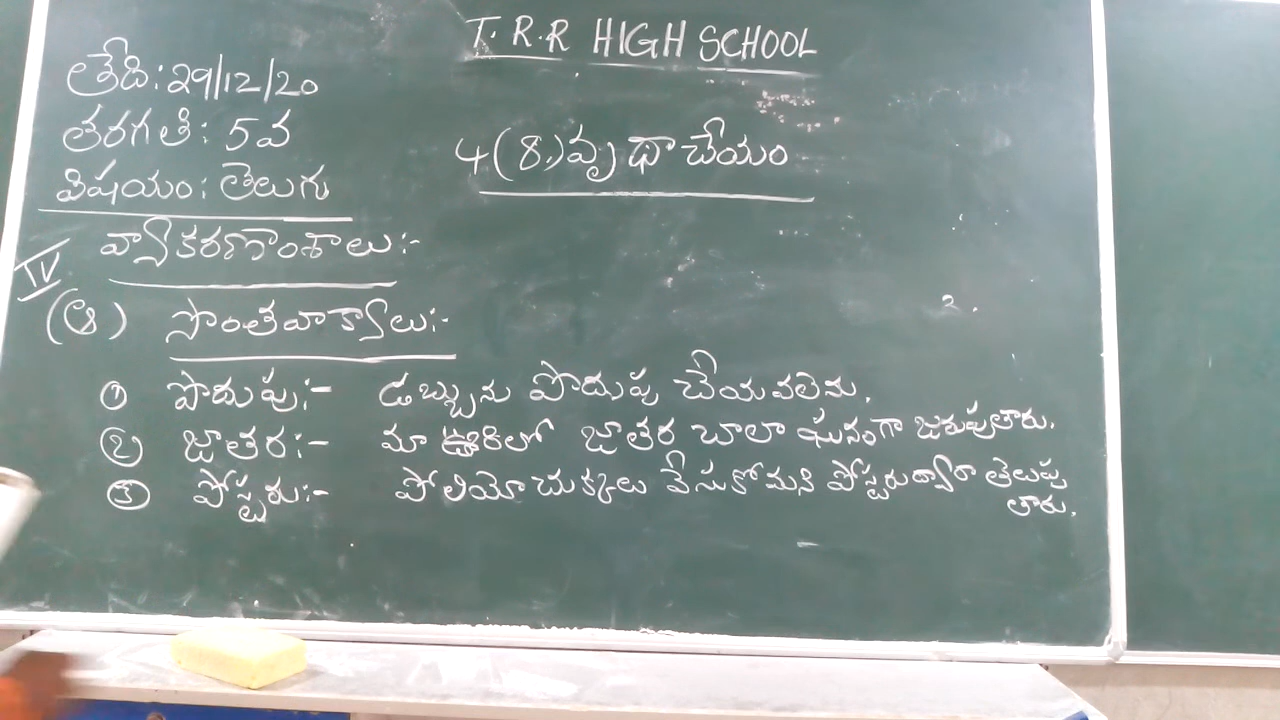 T. R. R HIGH SCHOOL
తేది: 29/12/20
తరగతి: 5వ
విషయం: తెలుగు
4(8.) వృథా చేయం
వ్యాకరణాంశాలు:-
IV
(ఆ) సొంతవాక్యాలు:-
① పొదుపు:- డబ్బును పొదుపు చేయవలెను.
② జాతర:- మా ఊరిలో జాతర చాలా ఘనంగా జరుపుతారు.
③ పోస్టరు:- పోలియో చుక్కలు వేసుకోమని పోస్టరుద్వారా తెలుపు
తారు.
2.